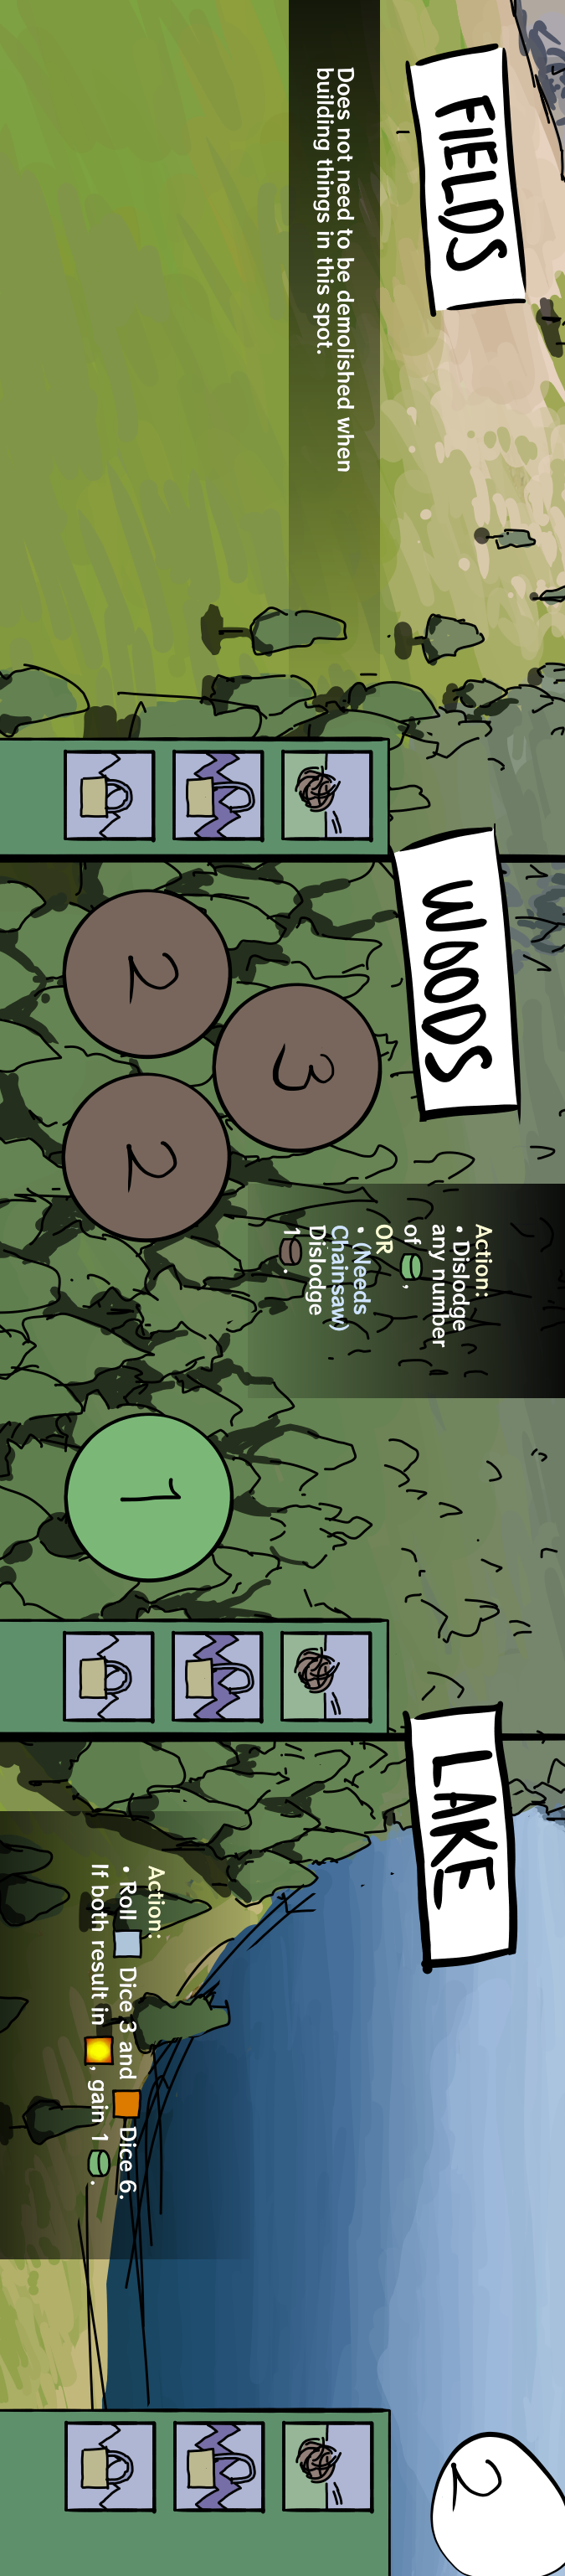 FIELDS
Does not need to be demolished when
building things in this spot.
WOODS
2
3
2
Action:
• Dislodge
any number
of ,
OR
• (Needs
Chainsaw)
Dislodge
1 .
1
LAKE
Action:
• Roll Dice 3 and Dice 6.
If both result in , gain 1 .
2